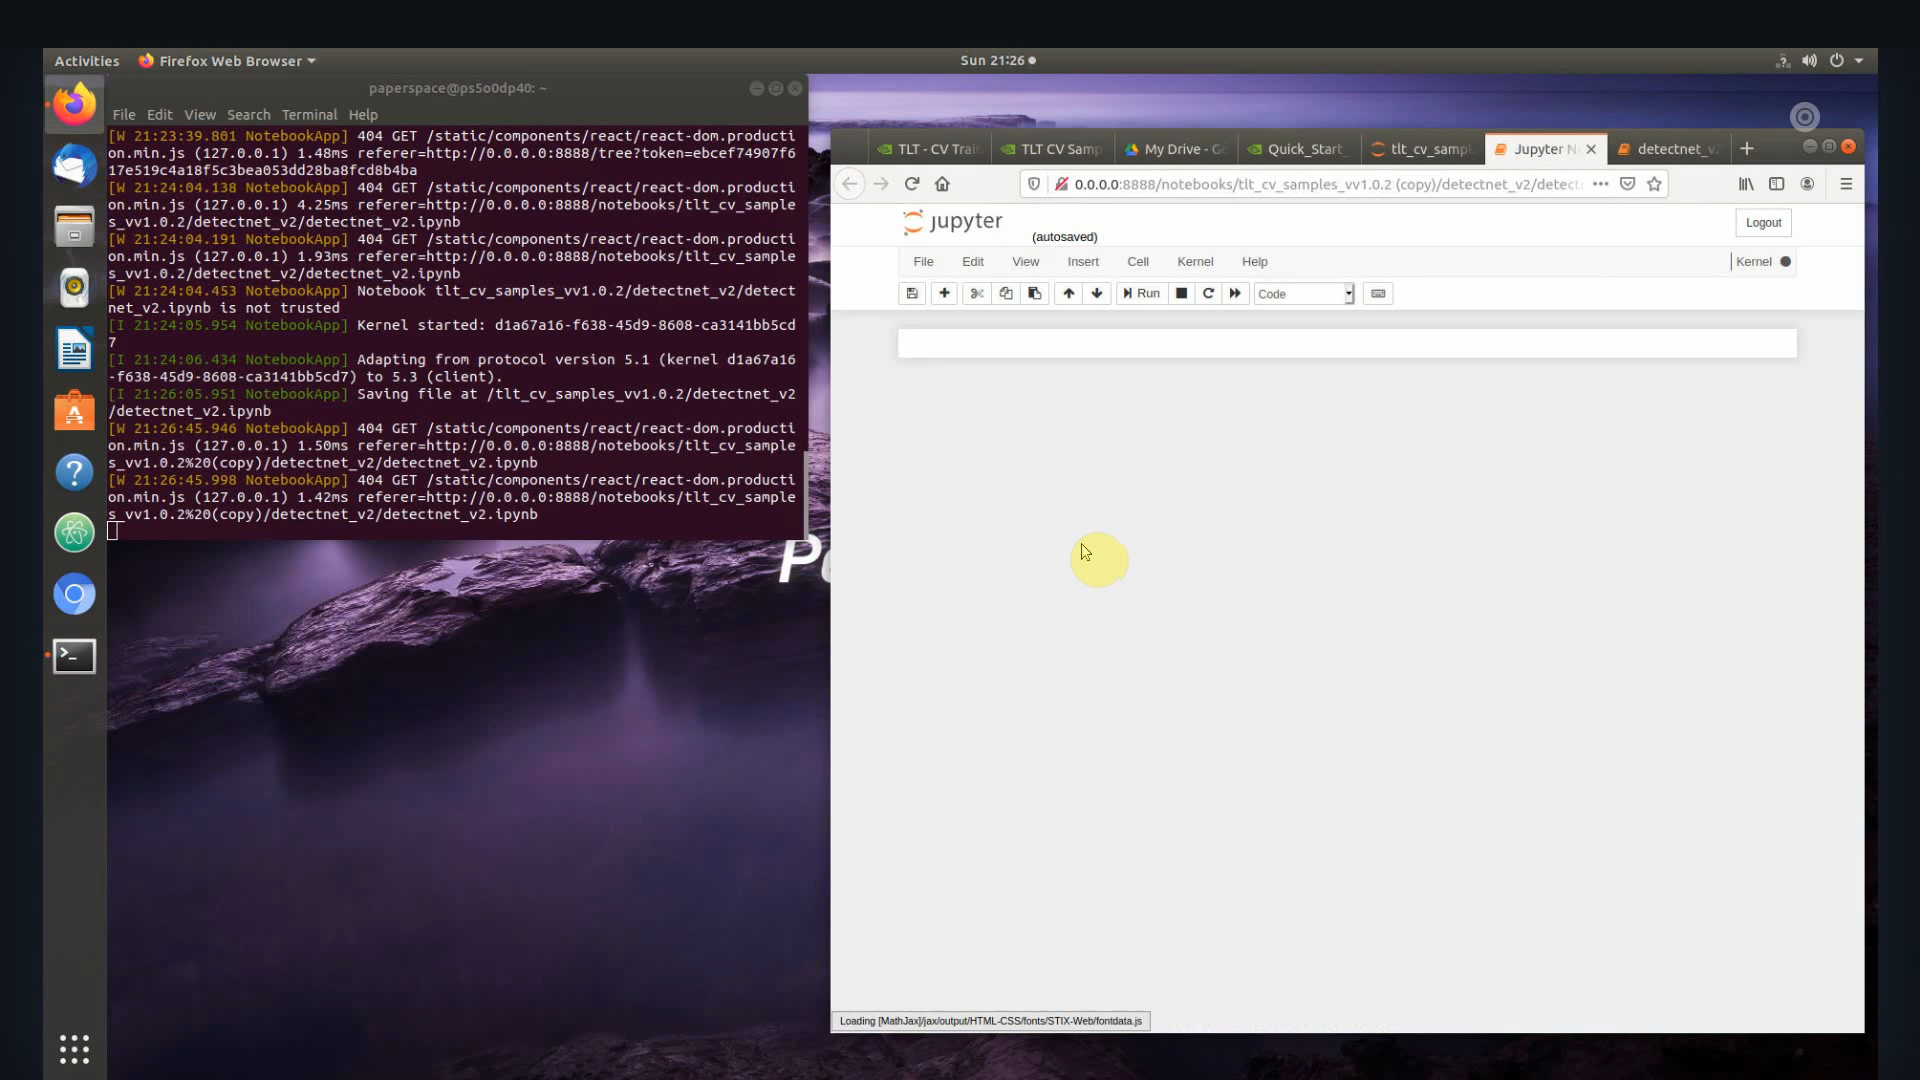 Activities
Firefox Web Browser
Sun 21:26
paperspace@ps5o0dp40: ~
File Edit View Search Terminal Help
[W 21:23:39.801 NotebookApp] 404 GET /static/components/react/react-dom.producti
on.min.js (127.0.0.1) 1.48ms referer=http://0.0.0.0:8888/tree?token=ebcef74907f6
17e519c4a18f5c3bea053dd28ba8fcd8b4ba
[W 21:24:04.138 NotebookApp] 404 GET /static/components/react/react-dom.producti
on.min.js (127.0.0.1) 4.25ms referer=http://0.0.0.0:8888/notebooks/tlt_cv_sample
s_vv1.0.2/detectnet_v2/detectnet_v2.ipynb
[W 21:24:04.191 NotebookApp] 404 GET /static/components/react/react-dom.producti
on.min.js (127.0.0.1) 1.93ms referer=http://0.0.0.0:8888/notebooks/tlt_cv_sample
s_vv1.0.2/detectnet_v2/detectnet_v2.ipynb
[W 21:24:04.453 NotebookApp] Notebook tlt_cv_samples_vv1.0.2/detectnet_v2/detect
net_v2.ipynb is not trusted
[I 21:24:05.954 NotebookApp] Kernel started: d1a67a16-f638-45d9-8608-ca3141bb5cd
7
[I 21:24:06.434 NotebookApp] Adapting from protocol version 5.1 (kernel d1a67a16
-f638-45d9-8608-ca3141bb5cd7) to 5.3 (client).
[I 21:26:05.951 NotebookApp] Saving file at /tlt_cv_samples_vv1.0.2/detectnet_v2
/detectnet_v2.ipynb
[W 21:26:45.946 NotebookApp] 404 GET /static/components/react/react-dom.producti
on.min.js (127.0.0.1) 1.50ms referer=http://0.0.0.0:8888/notebooks/tlt_cv_sample
s_vv1.0.2%20(copy)/detectnet_v2/detectnet_v2.ipynb
[W 21:26:45.998 NotebookApp] 404 GET /static/components/react/react-dom.producti
on.min.js (127.0.0.1) 1.42ms referer=http://0.0.0.0:8888/notebooks/tlt_cv_sample
s_vv1.0.2%20(copy)/detectnet_v2/detectnet_v2.ipynb
TLT - CV Trai TLT CV Samp My Drive - Go Quick_Start_ tlt_cv_samp Jupyter N detectnet_v
0.0.0.0:8888/notebooks/tlt_cv_samples_vv1.0.2 (copy)/detectnet_v2/detect
jupyter (autosaved) Logout
File Edit View Insert Cell Kernel Help Kernel
Run Code
Loading [MathJax]/jax/output/HTML-CSS/fonts/STIX-Web/fontdata.js